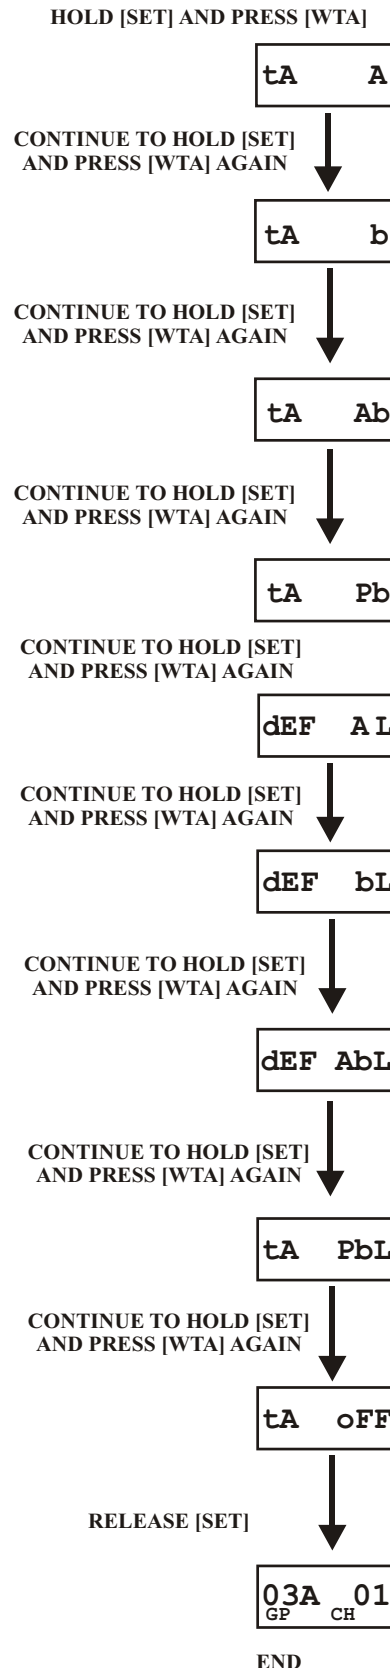 HOLD [SET] AND PRESS [WTA]
tA A
CONTINUE TO HOLD [SET]
AND PRESS [WTA] AGAIN
tA b
CONTINUE TO HOLD [SET]
AND PRESS [WTA] AGAIN
tA Ab
CONTINUE TO HOLD [SET]
AND PRESS [WTA] AGAIN
tA Pb
CONTINUE TO HOLD [SET]
AND PRESS [WTA] AGAIN
dEF A L
CONTINUE TO HOLD [SET]
AND PRESS [WTA] AGAIN
dEF bL
CONTINUE TO HOLD [SET]
AND PRESS [WTA] AGAIN
dEF AbL
CONTINUE TO HOLD [SET]
AND PRESS [WTA] AGAIN
tA PbL
CONTINUE TO HOLD [SET]
AND PRESS [WTA] AGAIN
tA oFF
RELEASE [SET]
03A 01
GP CH
END